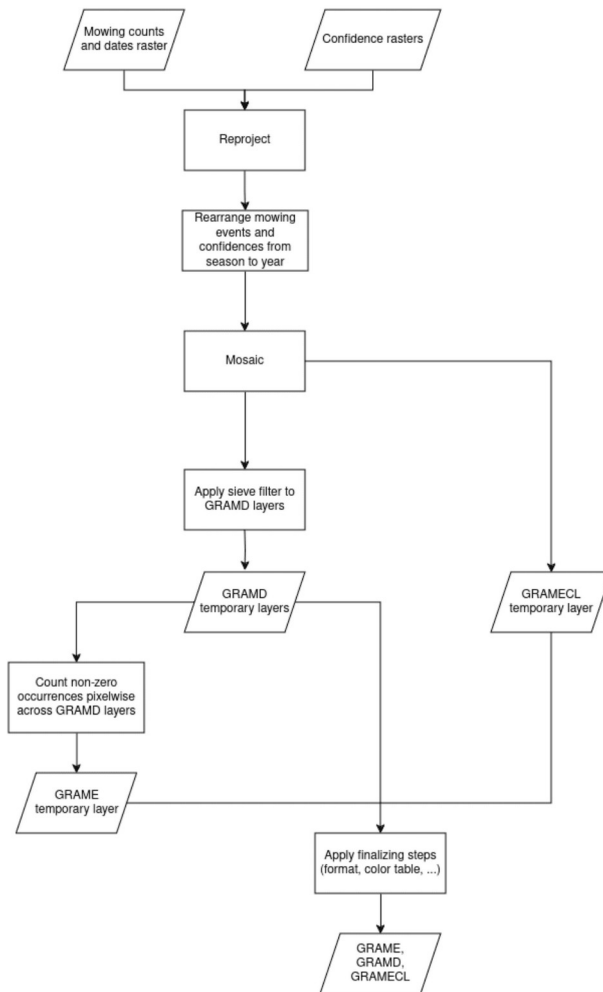 Mowing counts
and dates raster
Confidence rasters
Reproject
Rearrange mowing
events and
confidences from
season to year
Mosaic
Apply sieve filter to
GRAMD layers
GRAMD
temporary layers
GRAMECL
temporary layer
Count non-zero
occurrences pixelwise
across GRAMD layers
GRAME
temporary layer
Apply finalizing steps
(format, color table, ...)
GRAME,
GRAMD,
GRAMECL